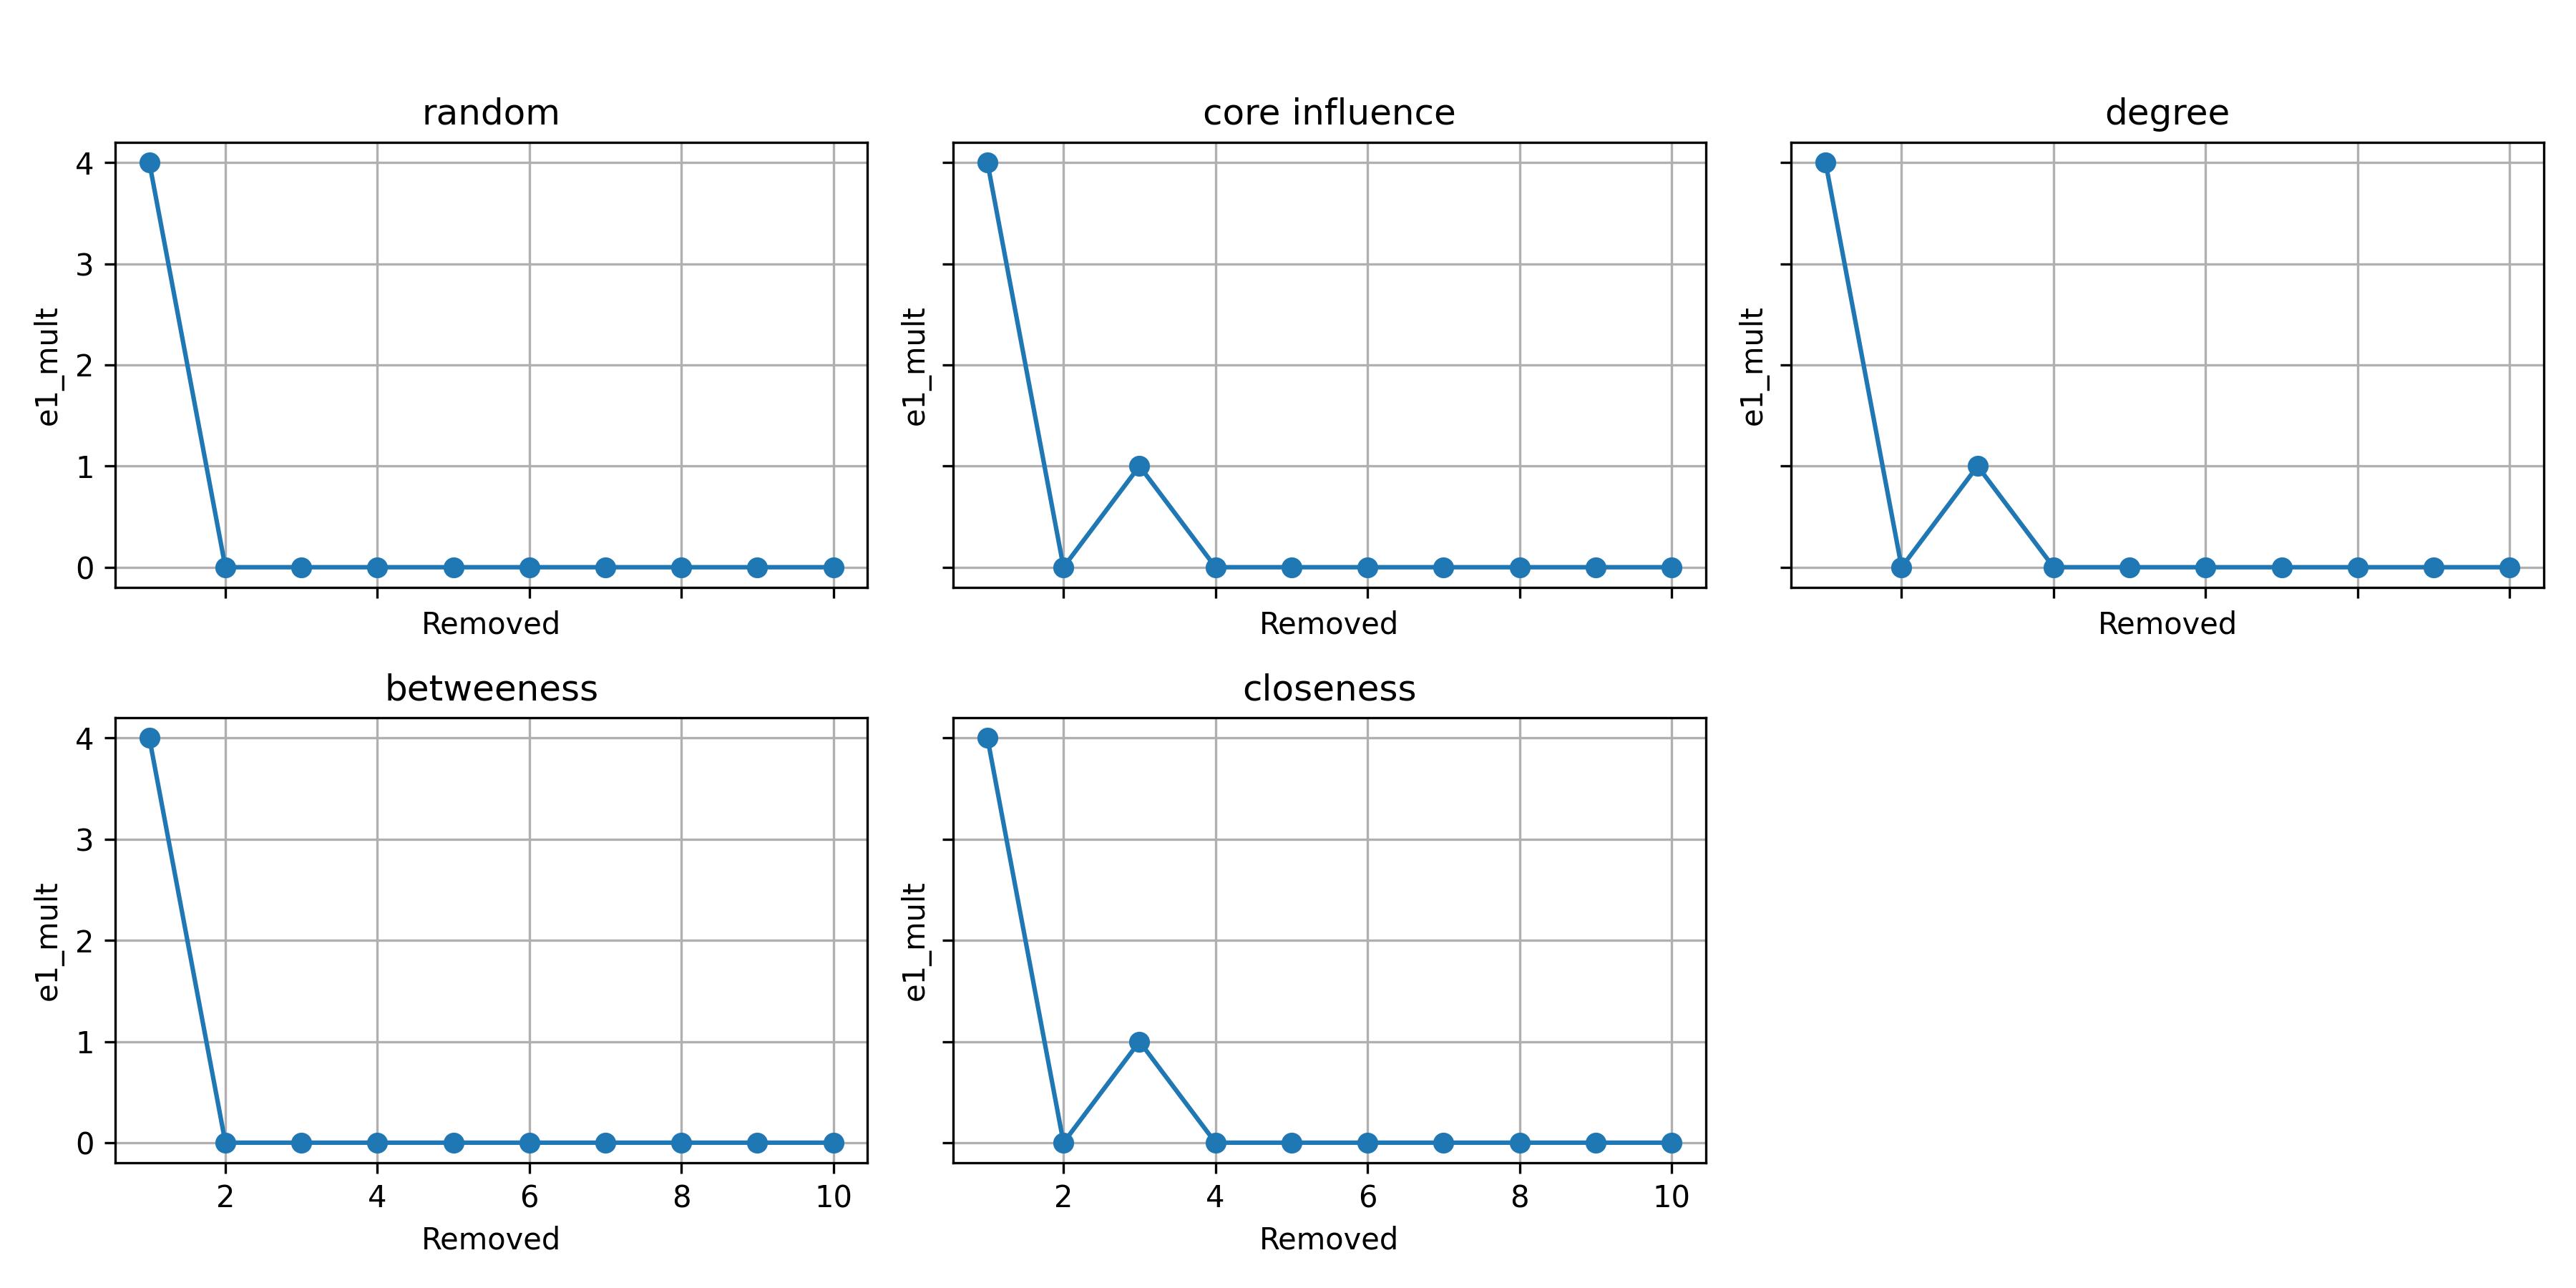 random
4
3
2
1
0
e1_mult
Removed
core influence
e1_mult
Removed
degree
e1_mult
Removed
betweeness
4
3
2
1
0
e1_mult
2 4 6 8 10
Removed
closeness
e1_mult
2 4 6 8 10
Removed